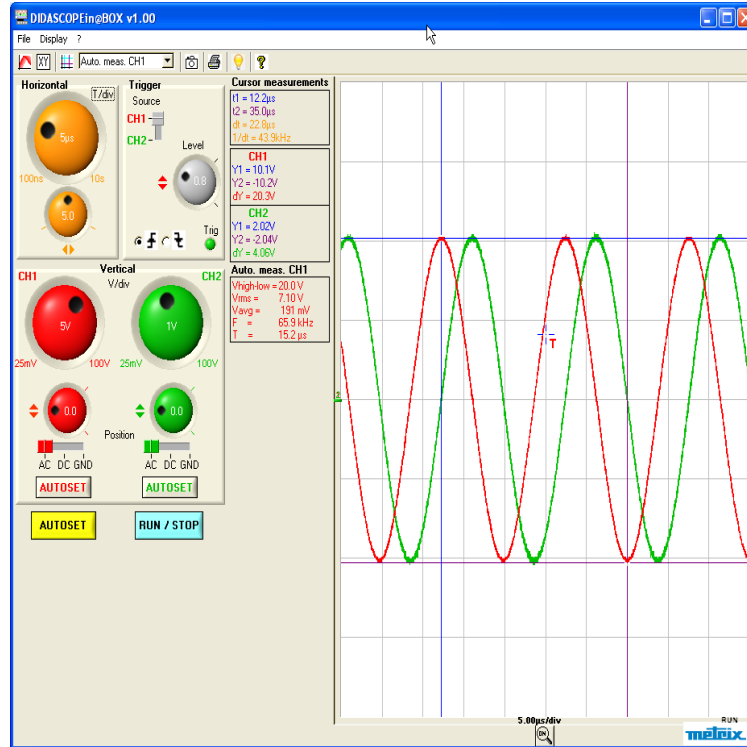 DIDASCOPEin@BOX v1.00
File Display ?
XY Auto. meas. CH1 ?
Horizontal
T/div
5µs
100ns 10s
5.0
Trigger
Source
CH1
CH2
Level
0.8
Trig
Vertical
CH1 V/div CH2
5V 1V
25mV 100V 25mV 100V
0.0 0.0
Position
AC DC GND AC DC GND
AUTOSET AUTOSET
AUTOSET RUN / STOP
Cursor measurements
t1 = 12.2µs
t2 = 35.0µs
dt = 22.8µs
1/dt = 43.9kHz
CH1
Y1 = 10.1V
Y2 = -10.2V
dY = 20.3V
CH2
Y1 = 2.02V
Y2 = -2.04V
dY = 4.06V
Auto. meas. CH1
Vhigh-low = 20.0 V
Vrms = 7.10 V
Vavg = 191 mV
F = 65.9 kHz
T = 15.2 µs
T
2
5.00µs/div RUN
ON
metrix